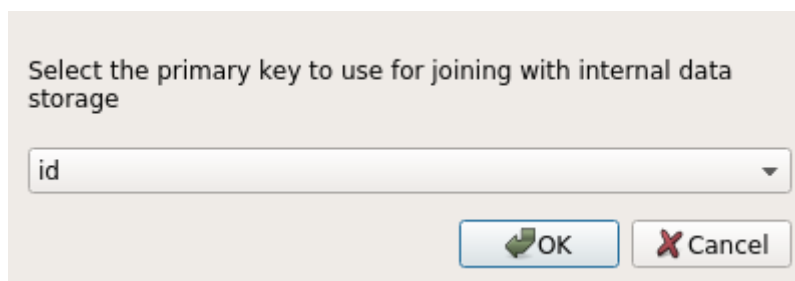 Select the primary key to use for joining with internal data
storage
id
OK
Cancel